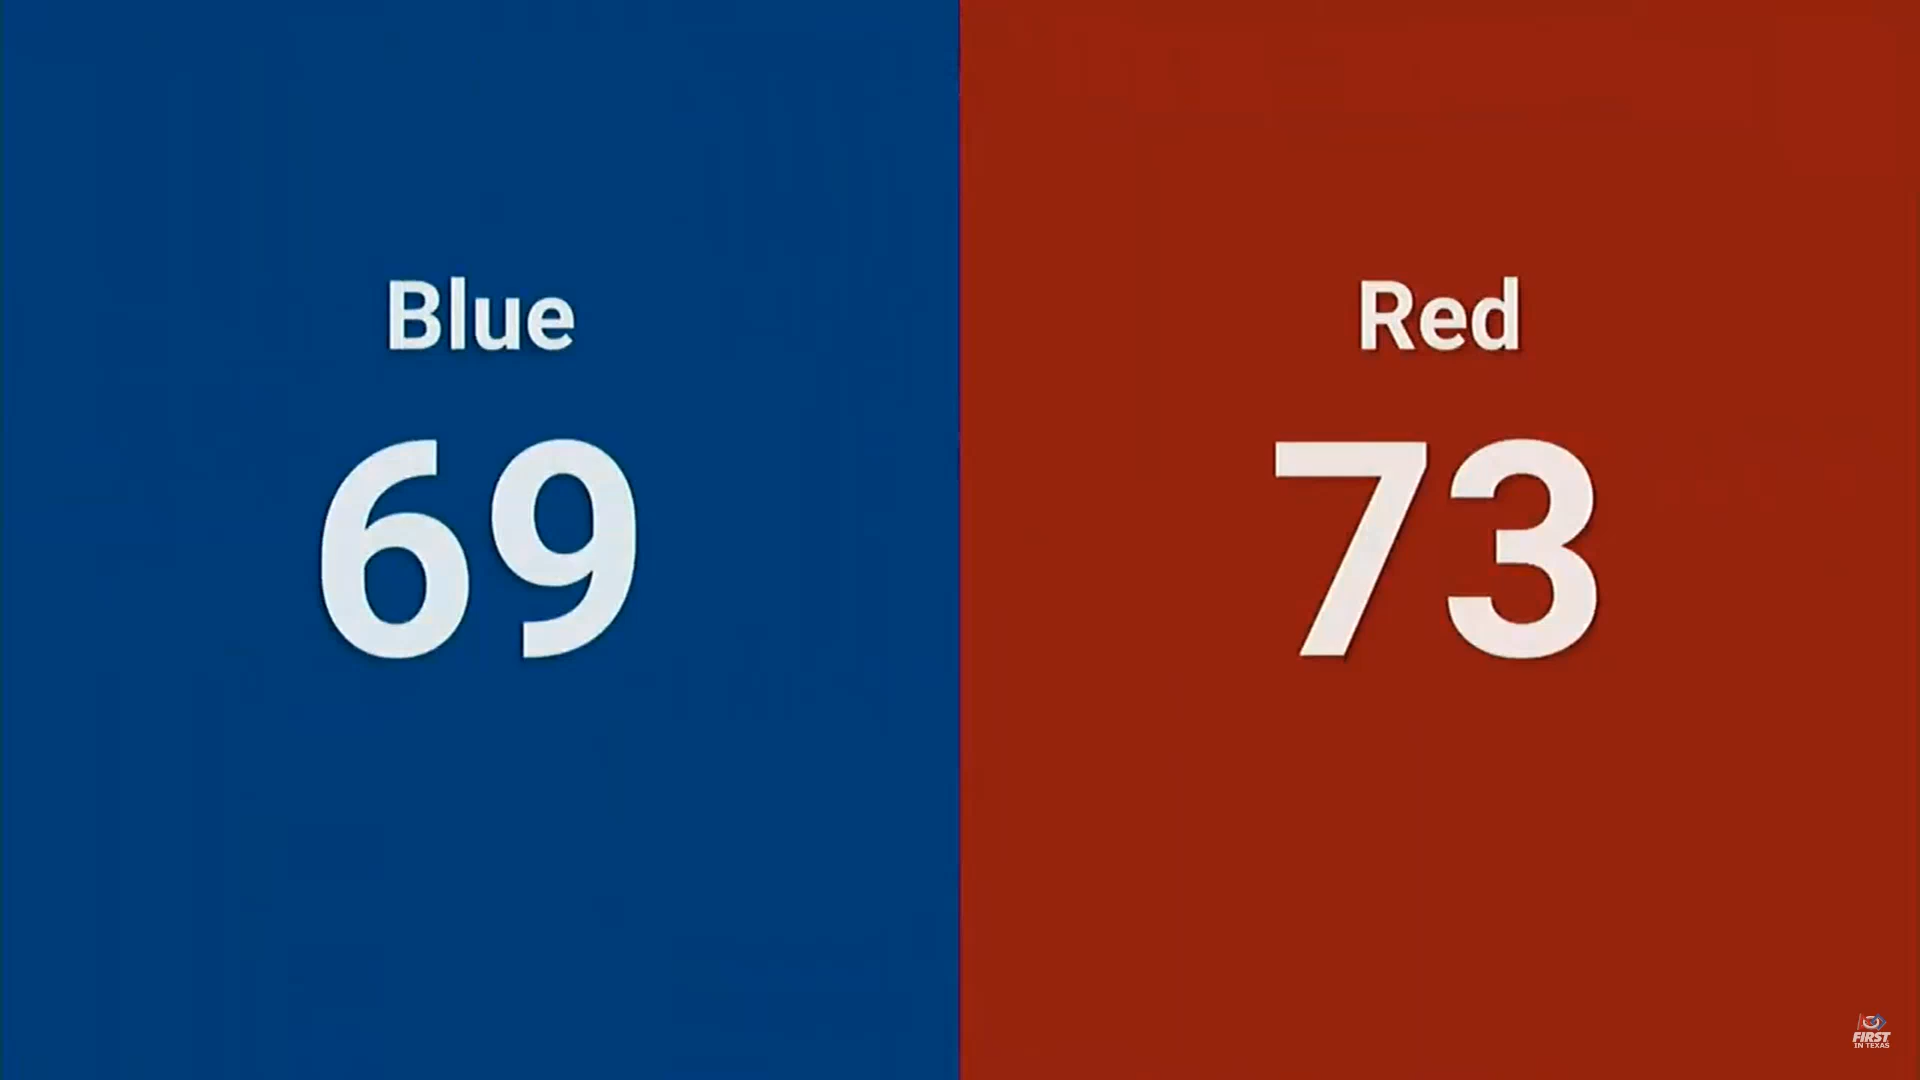 Blue
69
Red
73
FIRST
IN TEXAS